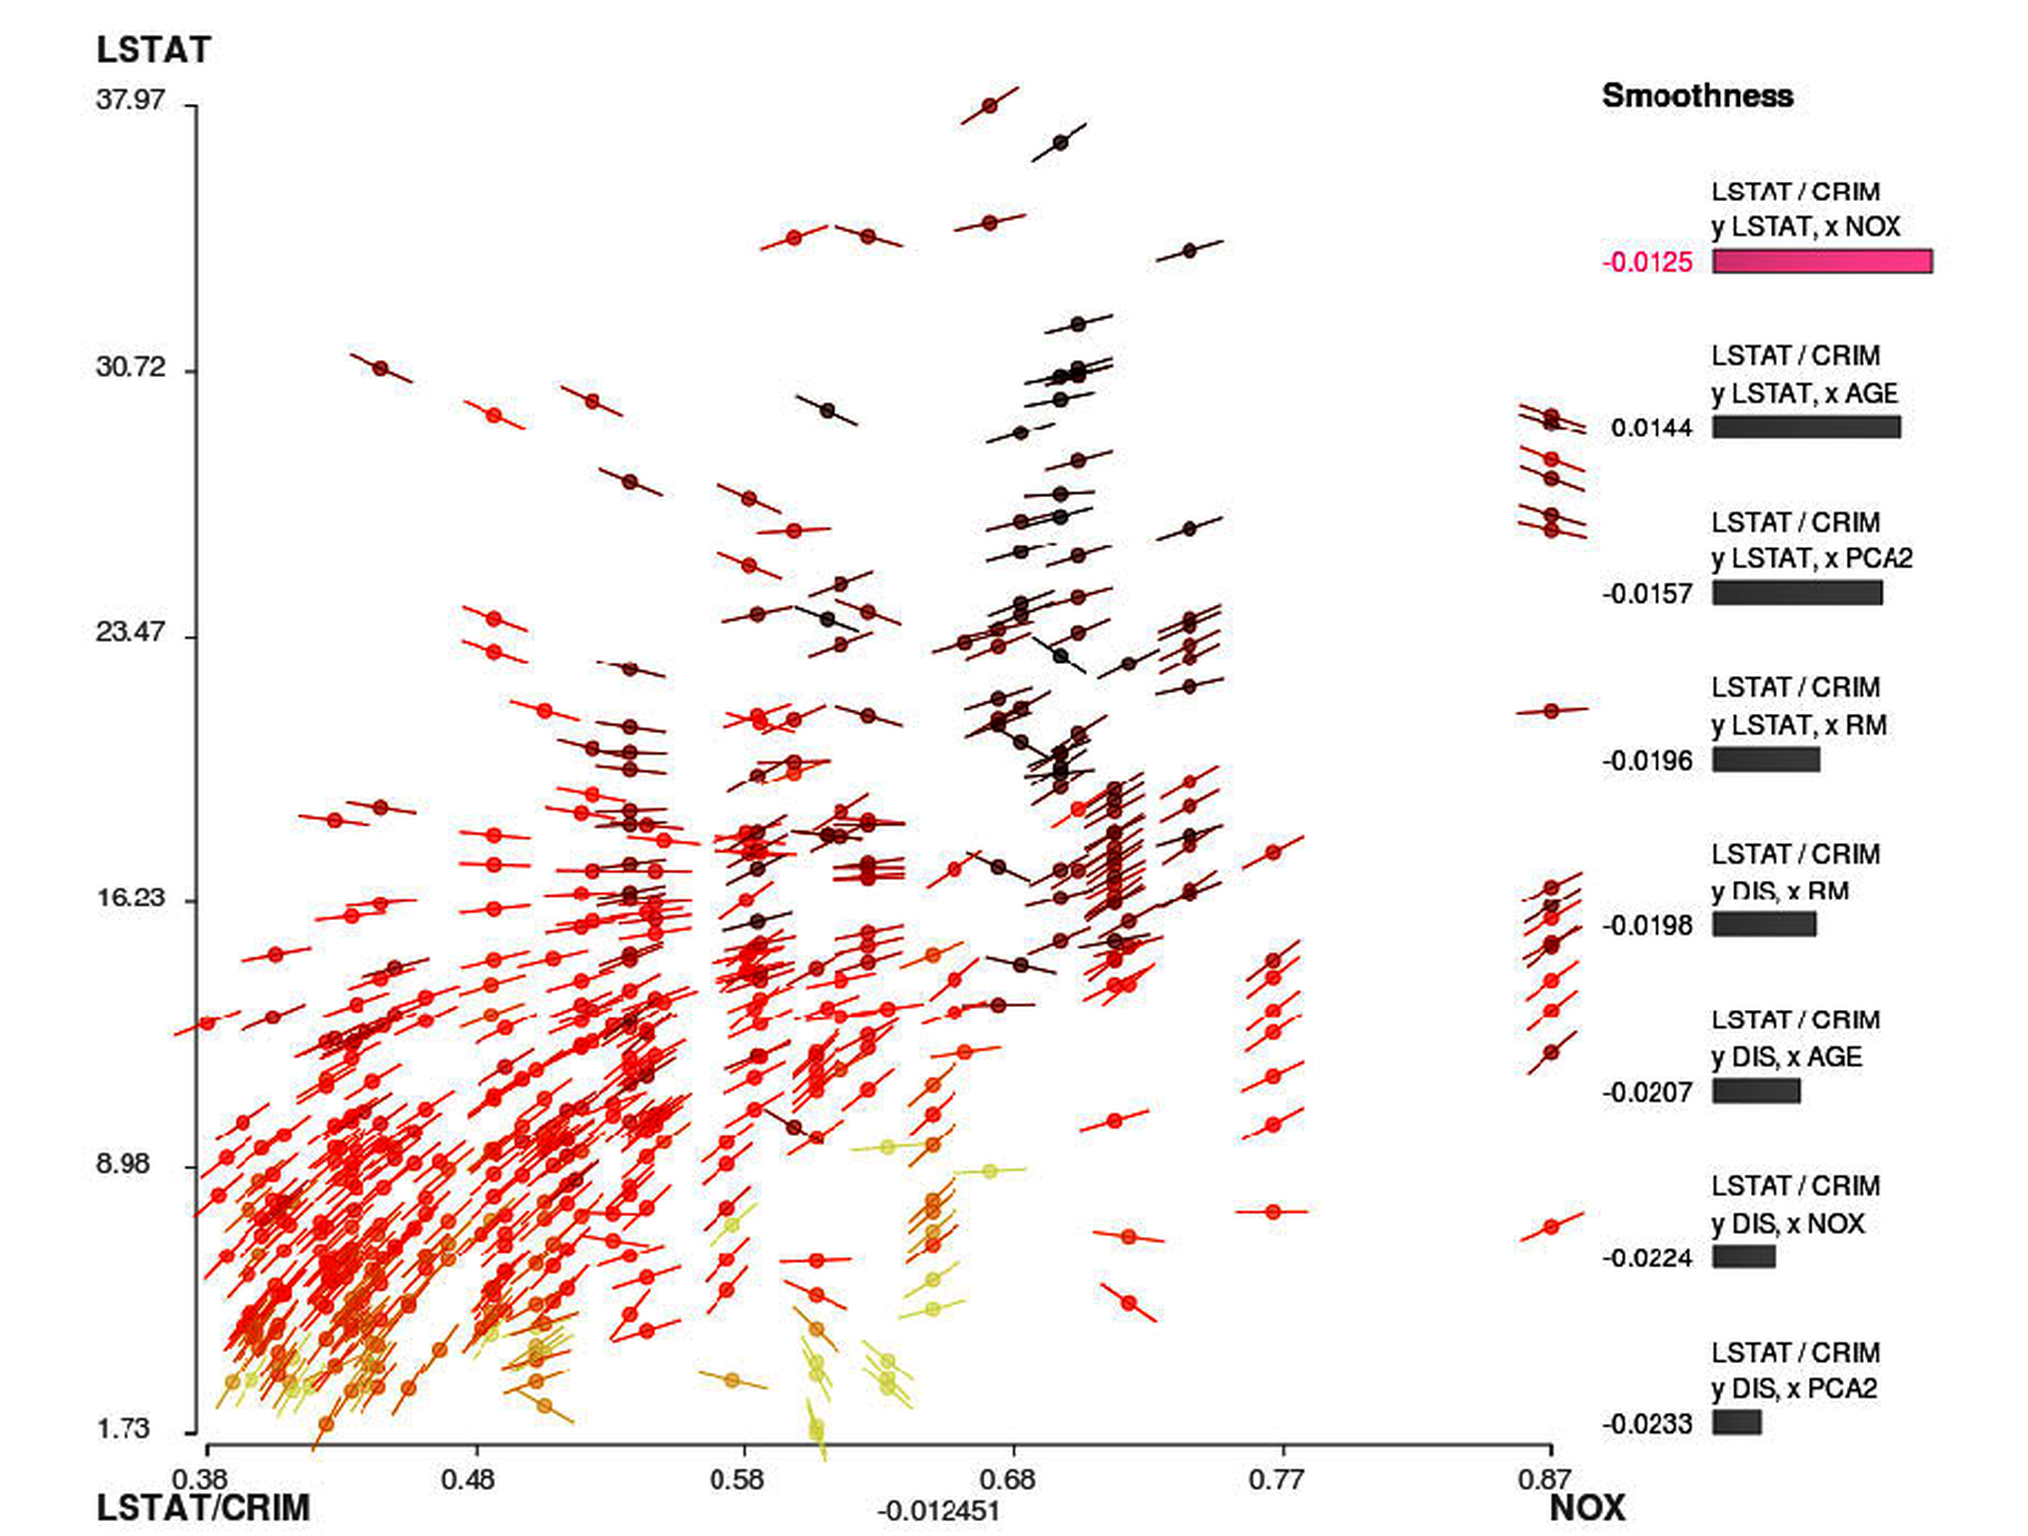 LSTAT
37.97
30.72
23.47
16.23
8.98
1.73
0.38
0.48
0.58
0.68
0.77
0.87
LSTAT/CRIM
-0.012451
NOX
Smoothness
LSTAT / CRIM
y LSTAT, x NOX
-0.0125
LSTAT / CRIM
y LSTAT, x AGE
0.0144
LSTAT / CRIM
y LSTAT, x PCA2
-0.0157
LSTAT / CRIM
y LSTAT, x RM
-0.0196
LSTAT / CRIM
y DIS, x RM
-0.0198
LSTAT / CRIM
y DIS, x AGE
-0.0207
LSTAT / CRIM
y DIS, x NOX
-0.0224
LSTAT / CRIM
y DIS, x PCA2
-0.0233